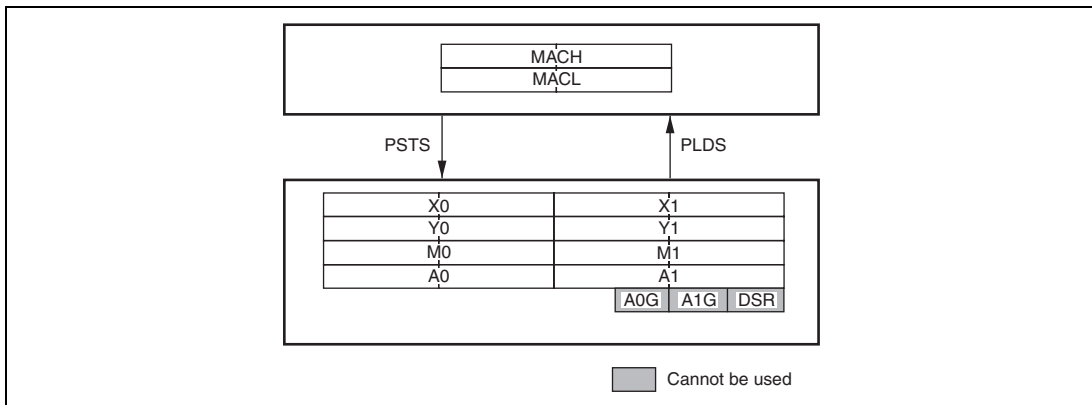 MACH
MACL
PSTS PLDS
X0 X1
Y0 Y1
M0 M1
A0 A1
A0G A1G DSR
Cannot be used